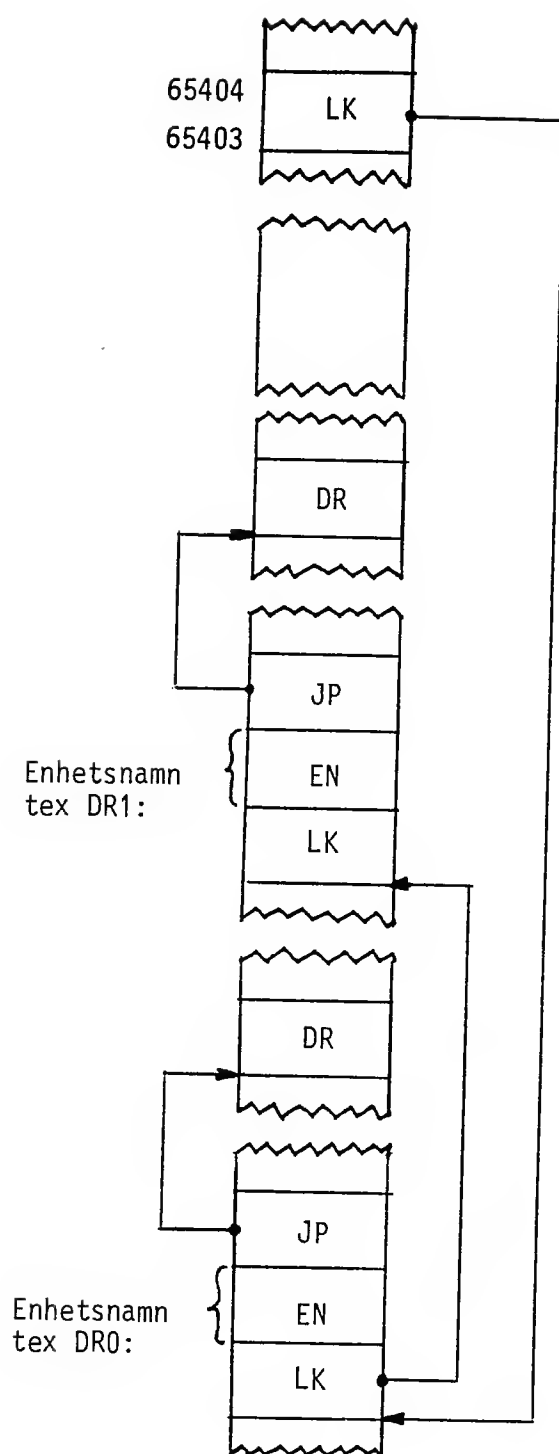 65404
LK
65403
DR
JP
Enhetsnamn
tex DR1:
EN
LK
DR
JP
Enhetsnamn
tex DR0:
EN
LK